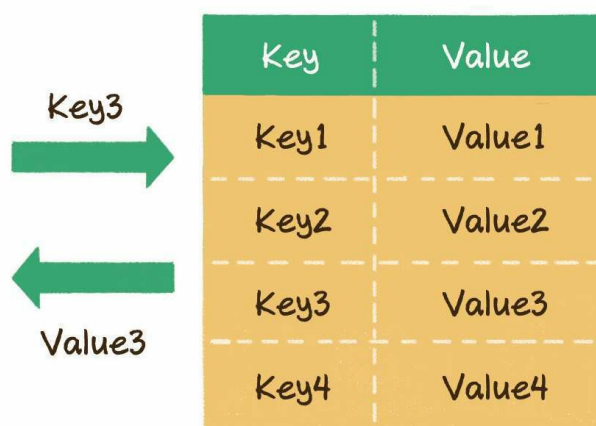 Key Value
Key3
Key1 Value1
Key2 Value2
Key3 Value3
Value3
Key4 Value4